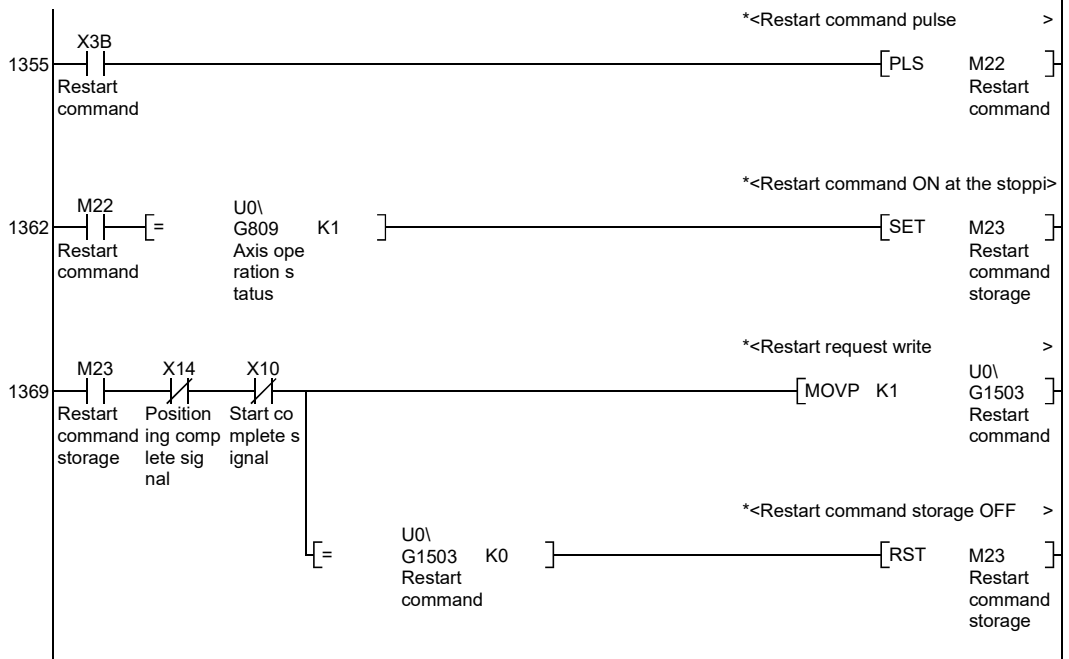 *<Restart command pulse >
X3B
1355
PLS M22
Restart
command
Restart
command
*<Restart command ON at the stoppi>
M22
1362
= U0\
G809 K1
SET M23
Restart
command
Axis ope
ration s
tatus
Restart
command
storage
*<Restart request write >
M23 X14 X10
1369
MOVP K1 U0\
G1503
Restart
command
storage
Position
ing comp
lete sig
nal
Start co
mplete s
ignal
Restart
command
*<Restart command storage OFF >
= U0\
G1503 K0
RST M23
Restart
command
Restart
command
storage